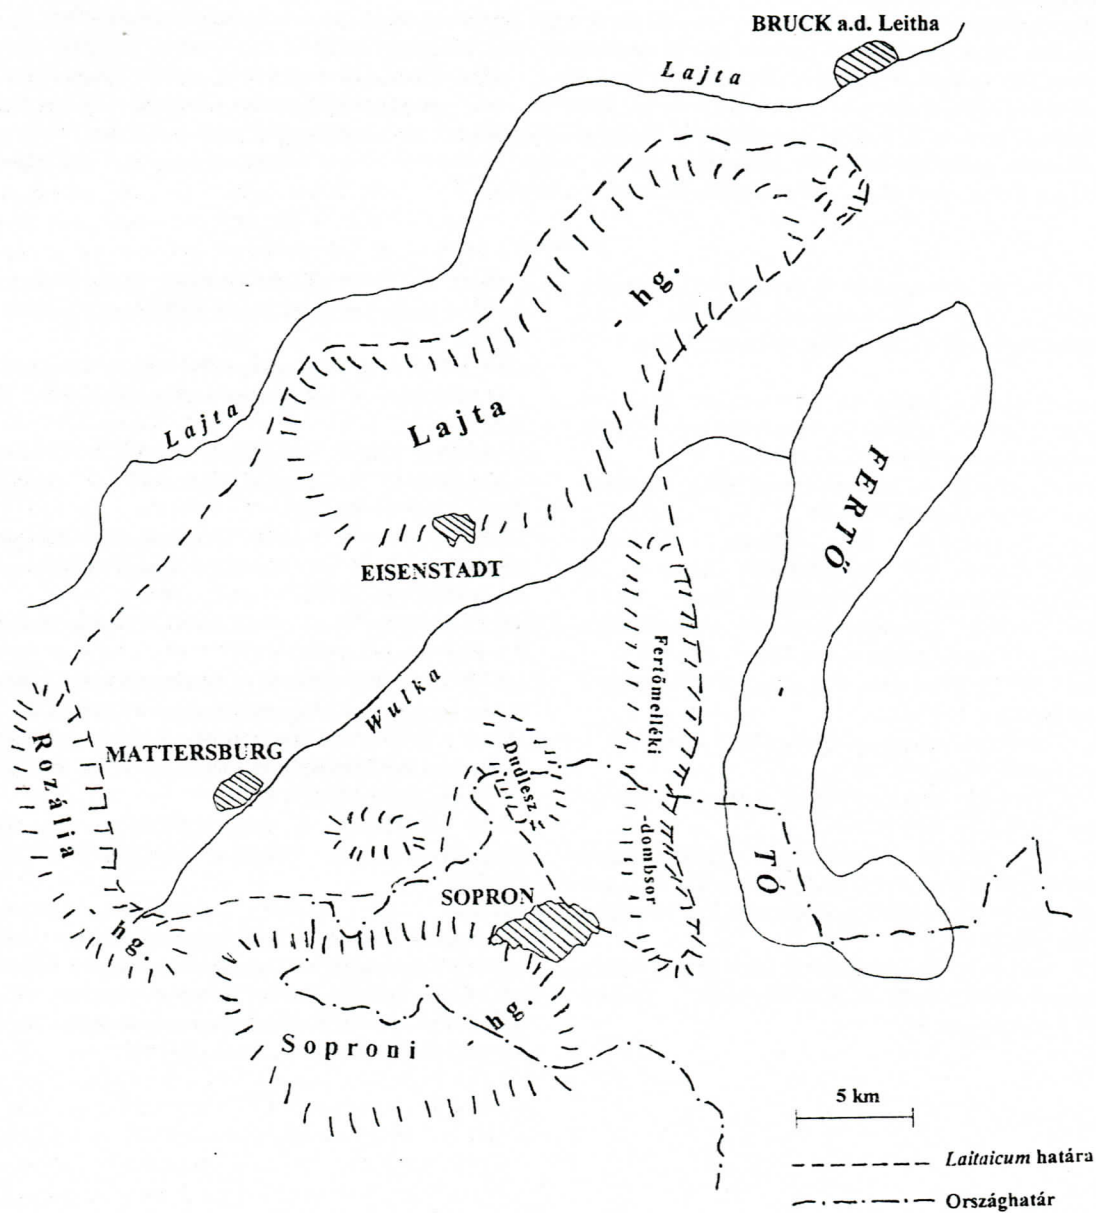 BRUCK a.d. Leitha
Lajta
- hg.
Lajta
Lajta
FERTŐ
EISENSTADT
Fertőmelléki
Wulka
Rozália
MATTERSBURG
Dudlesz
-dombsor
TÓ
SOPRON
- hg.
- hg.
Soproni
5 km
Laitaicum határa
Országhatár